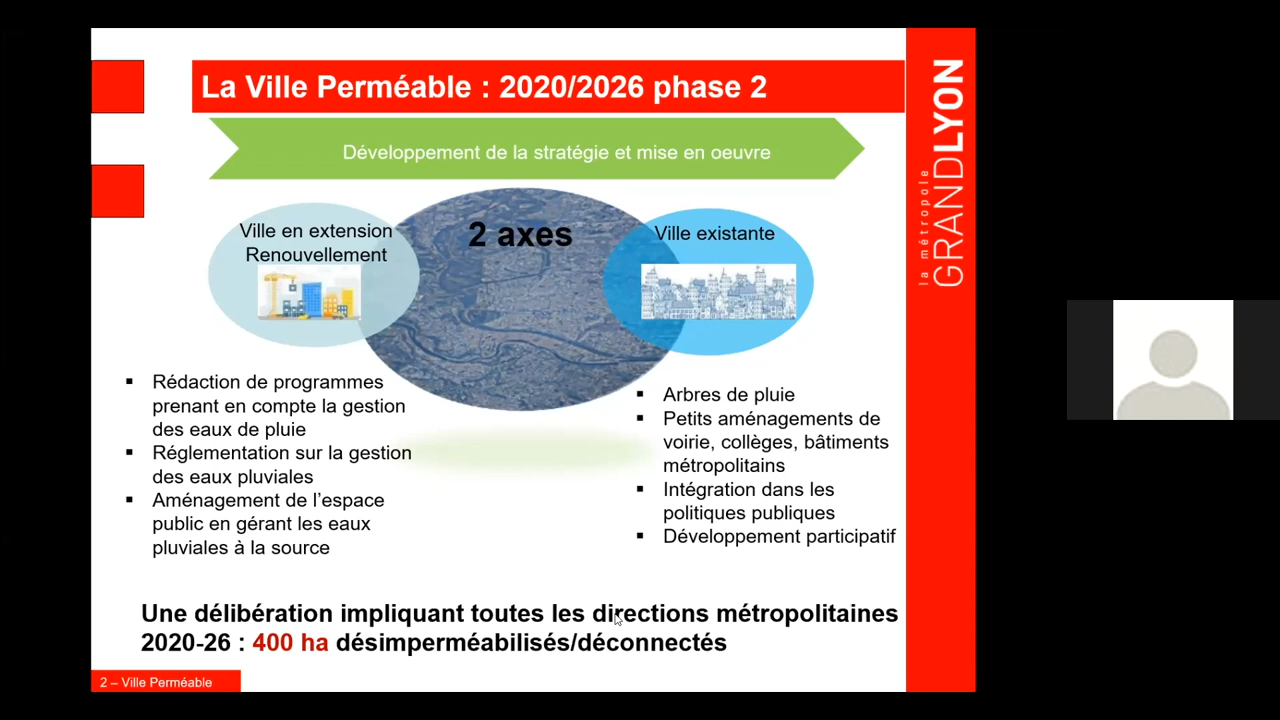 La Ville Perméable : 2020/2026 phase 2
Développement de la stratégie et mise en oeuvre
Ville en extension
Renouvellement
2 axes
Ville existante
▪ Rédaction de programmes
prenant en compte la gestion
des eaux de pluie
▪ Réglementation sur la gestion
des eaux pluviales
▪ Aménagement de l'espace
public en gérant les eaux
pluviales à la source
▪ Arbres de pluie
▪ Petits aménagements de
voirie, collèges, bâtiments
métropolitains
▪ Intégration dans les
politiques publiques
▪ Développement participatif
Une délibération impliquant toutes les directions métropolitaines
2020-26 : 400 ha désimperméabilisés/déconnectés
2 – Ville Perméable
la métropole
GRANDLYON